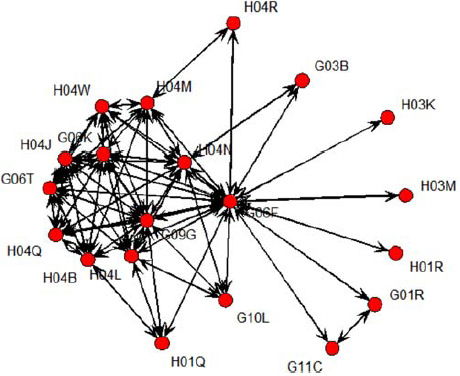 H04R
G03B
H04W
H04M
H03K
H04J
G06K
H04N
G06T
H03M
G06F
G09G
H04Q
H04B
H04L
H01R
G10L
G01R
H01Q
G11C